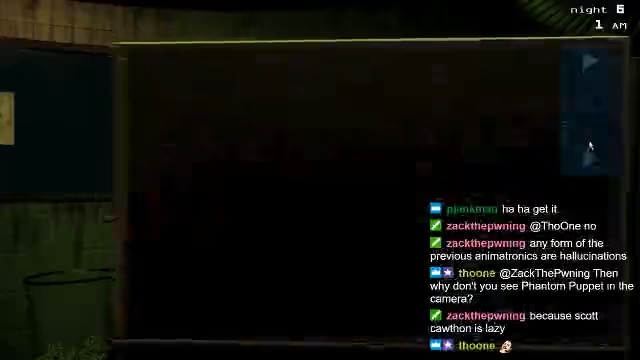 night 6
1 AM
pjenkman ha ha get it
zackthepwning @ThoOne no
zackthepwning any form of the
previous animatronics are hallucinations
thoone @ZackThePwning Then
why don't you see Phantom Puppet in the
camera?
zackthepwning because scott
cawthon is lazy
thoone